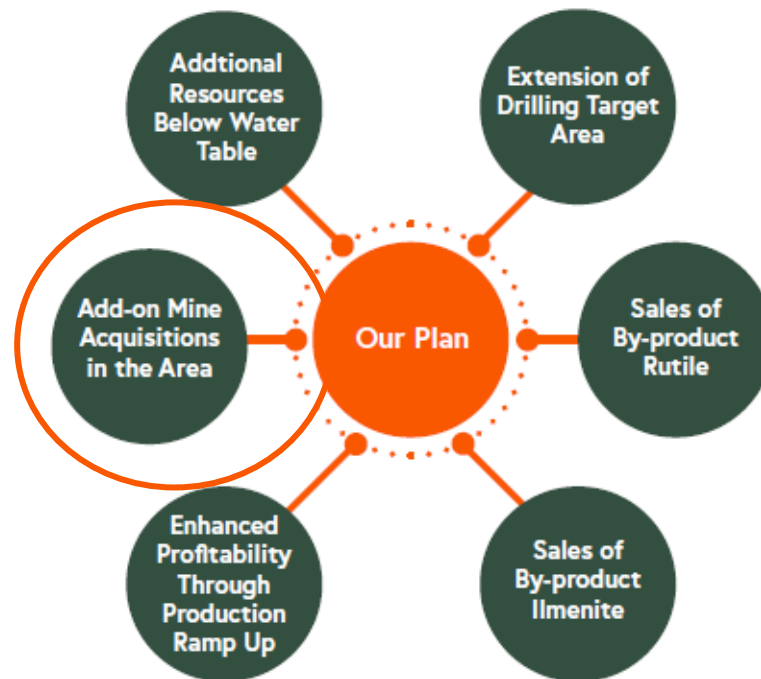 Addtional
Resources
Below Water
Table
Extension of
Drilling Target
Area
Add-on Mine
Acquisitions
in the Area
Our Plan
Sales of
By-product
Rutile
Enhanced
Profitability
Through
Production
Ramp Up
Sales of
By-product
Ilmenite